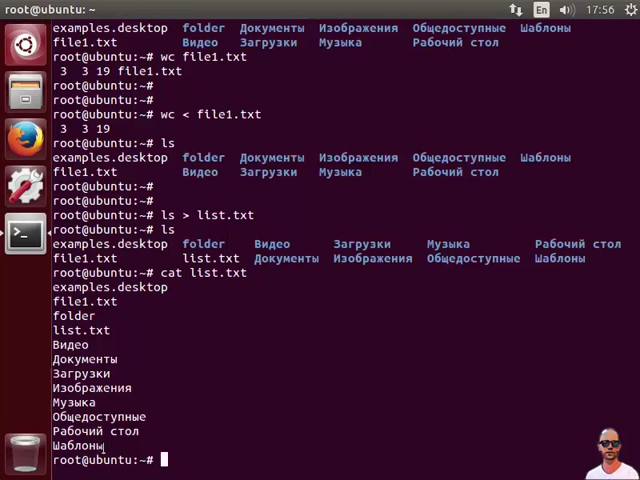 root@ubuntu: ~
En
17:56
examples.desktop folder Документы Изображения Общедоступные Шаблоны
file1.txt Видео Загрузки Музыка Рабочий стол
root@ubuntu:~# wc file1.txt
3 3 19 file1.txt
root@ubuntu:~#
root@ubuntu:~#
root@ubuntu:~# wc < file1.txt
3 3 19
root@ubuntu:~# ls
examples.desktop folder Документы Изображения Общедоступные Шаблоны
file1.txt Видео Загрузки Музыка Рабочий стол
root@ubuntu:~#
root@ubuntu:~#
root@ubuntu:~# ls > list.txt
root@ubuntu:~# ls
examples.desktop folder Видео Загрузки Музыка Рабочий стол
file1.txt list.txt Документы Изображения Общедоступные Шаблоны
root@ubuntu:~# cat list.txt
examples.desktop
file1.txt
folder
list.txt
Видео
Документы
Загрузки
Изображения
Музыка
Общедоступные
Рабочий стол
Шаблоны
root@ubuntu:~#